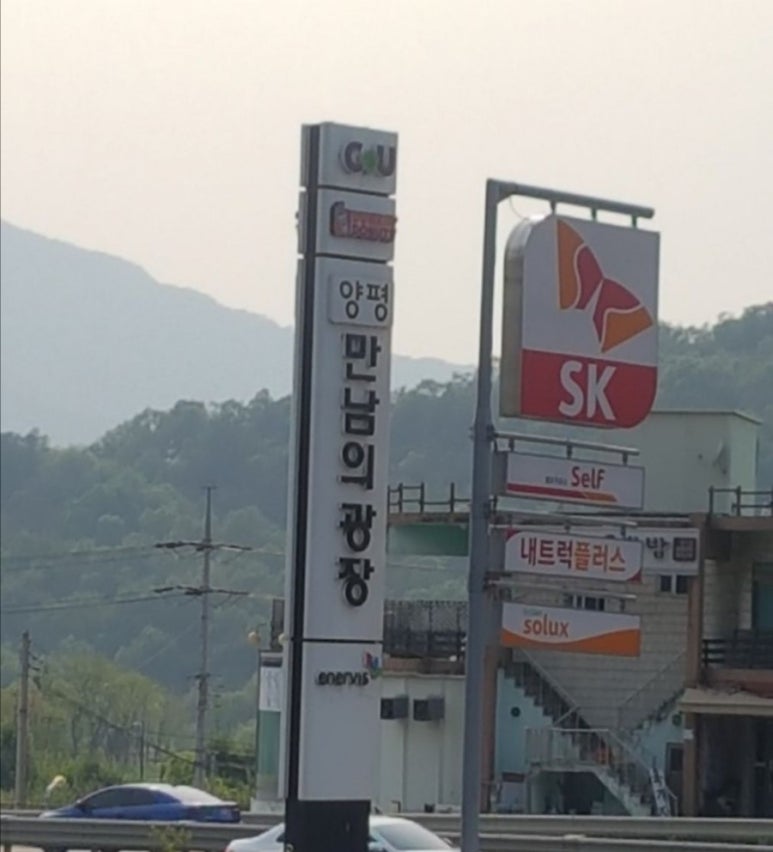 CU
양평
만남의광장
enervis
SK
Self
내트럭플러스
solux